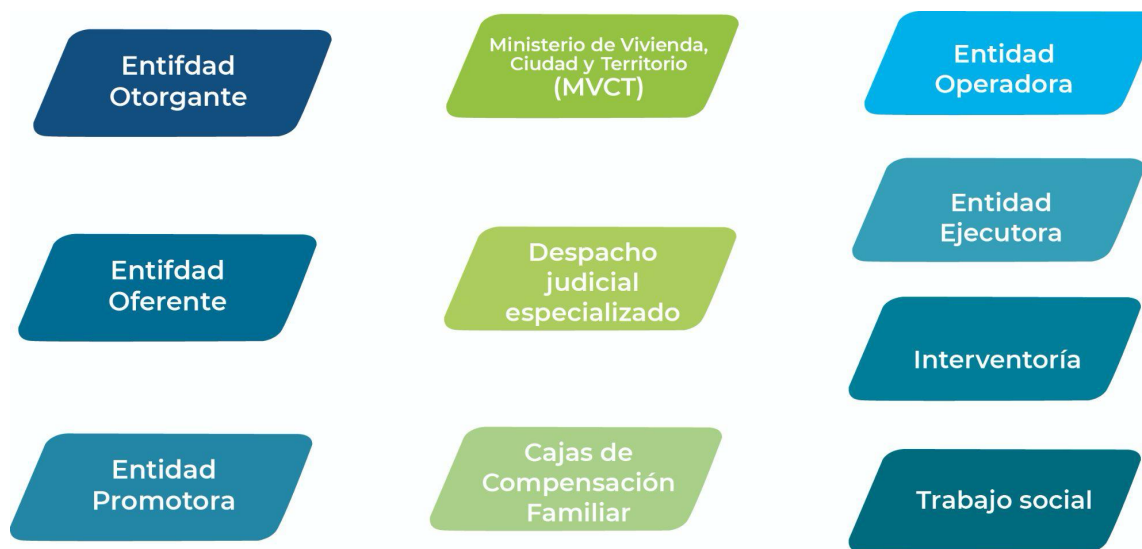 Entifdad
Otorgante
Ministerio de Vivienda,
Ciudad y Territorio
(MVCT)
Entidad
Operadora
Entidad
Ejecutora
Entifdad
Oferente
Despacho
judicial
especializado
Interventoría
Entidad
Promotora
Cajas de
Compensación
Familiar
Trabajo social